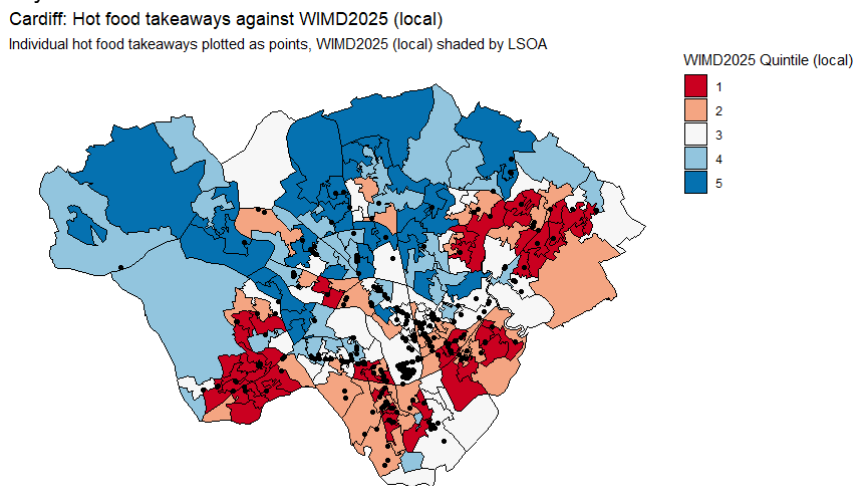 Cardiff: Hot food takeaways against WIMD2025 (local)
Individual hot food takeaways plotted as points, WIMD2025 (local) shaded by LSOA
WIMD2025 Quintile (local)
1
2
3
4
5